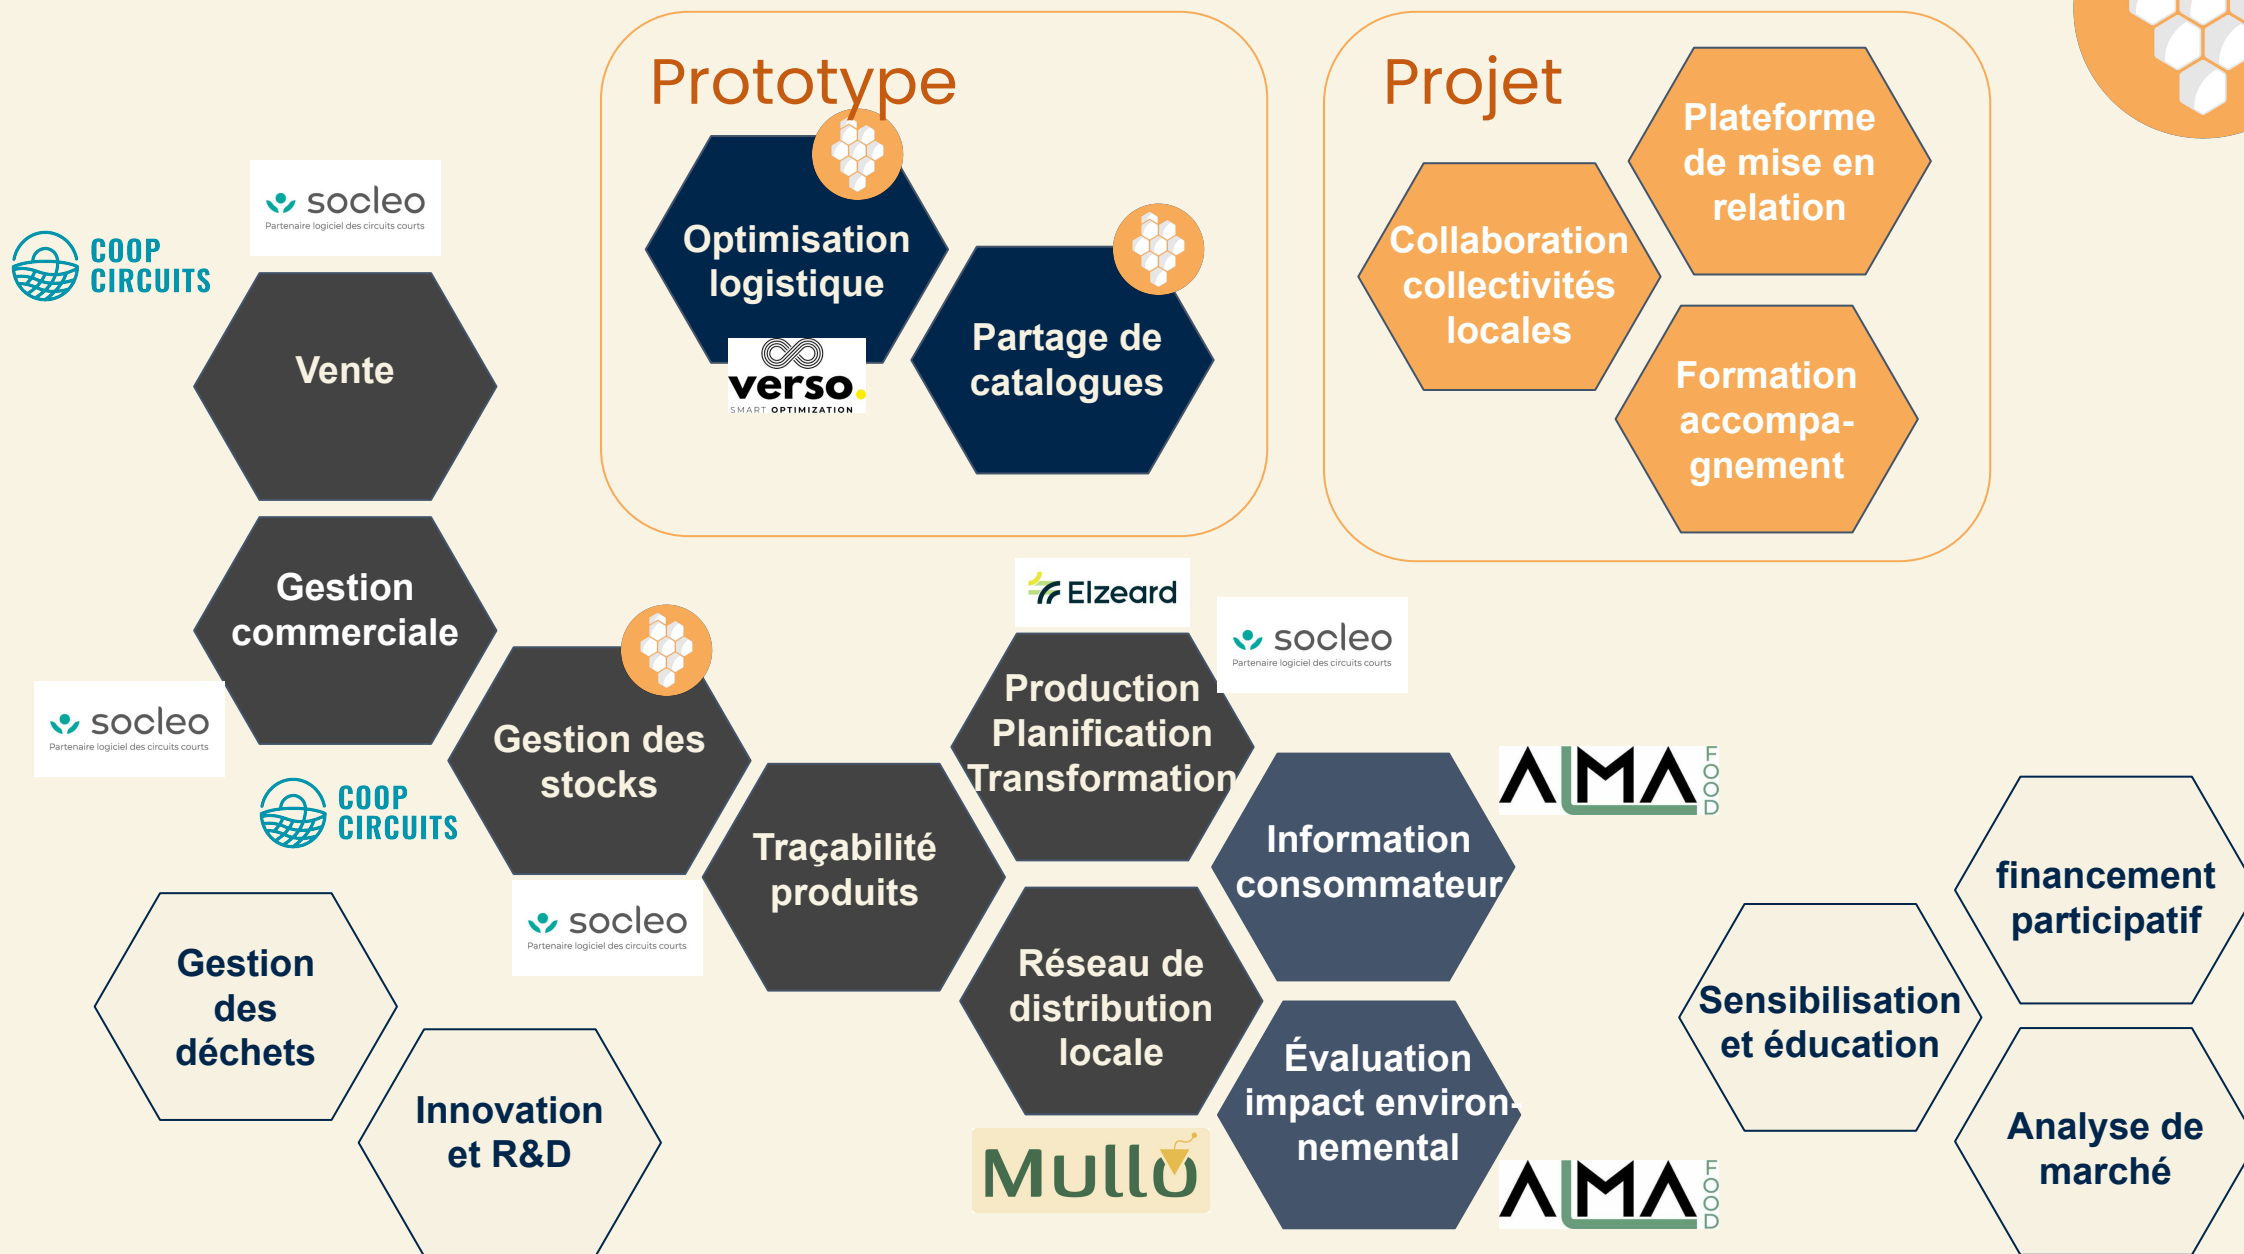 Prototype
Optimisation
logistique
verso.
SMART OPTIMIZATION
Partage de
catalogues
Projet
Plateforme
de mise en
relation
Collaboration
collectivités
locales
Formation
accompa-
gnement
socleo
Partenaire logiciel des circuits courts
COOP
CIRCUITS
Vente
Gestion
commerciale
socleo
Partenaire logiciel des circuits courts
COOP
CIRCUITS
Gestion des
stocks
socleo
Partenaire logiciel des circuits courts
Traçabilité
produits
Elzeard
socleo
Partenaire logiciel des circuits courts
Production
Planification
Transformation
Réseau de
distribution
locale
Mullo
Information
consommateur
ALMA
FOOD
Évaluation
impact environ-
nemental
ALMA
FOOD
Gestion
des
déchets
Innovation
et R&D
financement
participatif
Sensibilisation
et éducation
Analyse de
marché